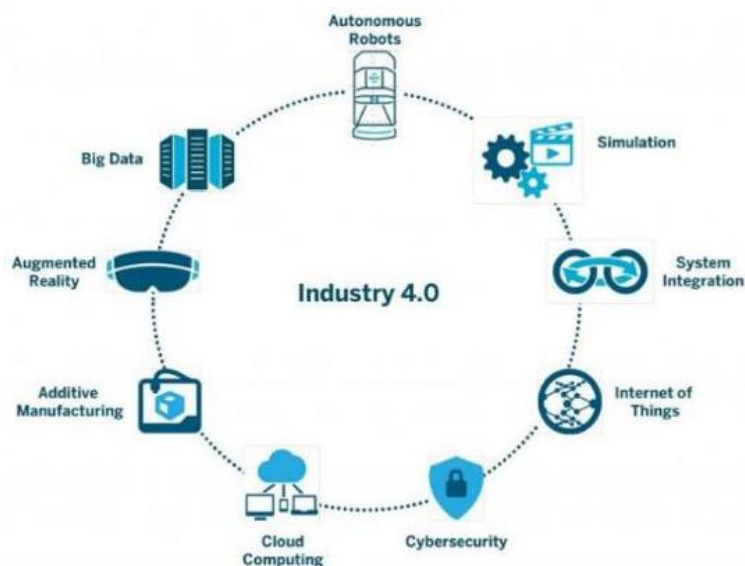 Autonomous
Robots
Simulation
System
Integration
Internet of
Things
Cybersecurity
Cloud
Computing
Additive
Manufacturing
Augmented
Reality
Big Data
Industry 4.0